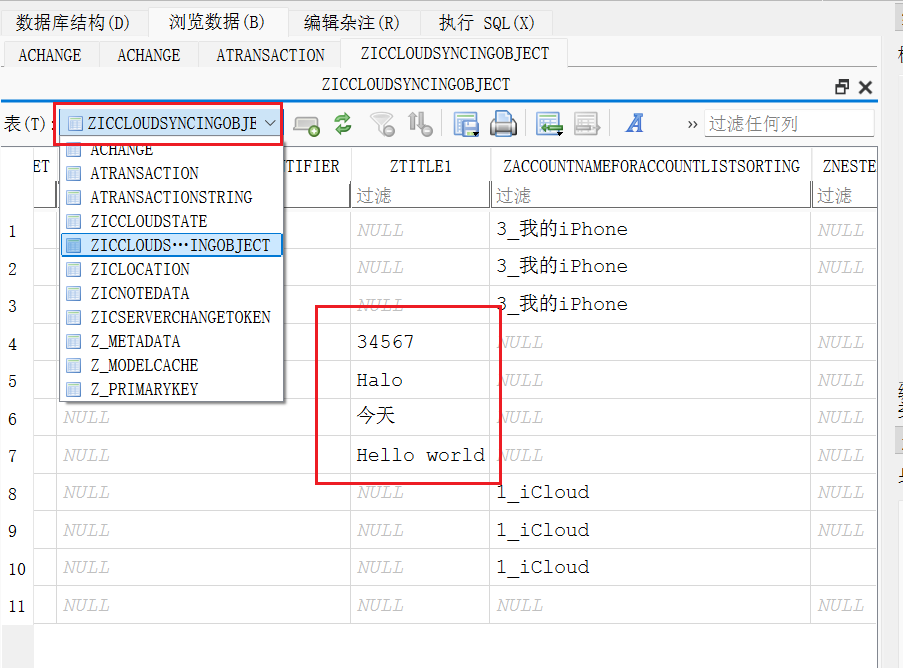 数据库结构(D) 浏览数据(B) 编辑杂注(R) 执行 SQL(X)
ACHANGE ACHANGE ATRANSACTION ZICCLOUDSYNCINGOBJECT
ZICCLOUDSYNCINGOBJECT
表(T): ZICCLOUDSYNCINGOBJE A » 过滤任何列
ACHANGE
ATRANSACTION
ATRANSACTIONSTRING
ZICCLOUDSTATE
ZICCLOUDS…INGOBJECT
ZICLOCATION
ZICNOTEDATA
ZICSERVERCHANGETOKEN
Z_METADATA
Z_MODELCACHE
Z_PRIMARYKEY
ET TIFIER ZTITLE1 ZACCOUNTNAMEFORACCOUNTLISTSORTING ZNESTE
过滤 过滤 过滤
1 NULL 3_我的iPhone NULL
2 NULL 3_我的iPhone NULL
3 NULL 3_我的iPhone
4 34567 NULL NULL
5 Halo NULL NULL
6 NULL 今天 NULL NULL
7 NULL Hello world NULL NULL
8 NULL NULL 1_iCloud NULL
9 NULL NULL 1_iCloud NULL
10 NULL NULL 1_iCloud
11 NULL NULL NULL NULL